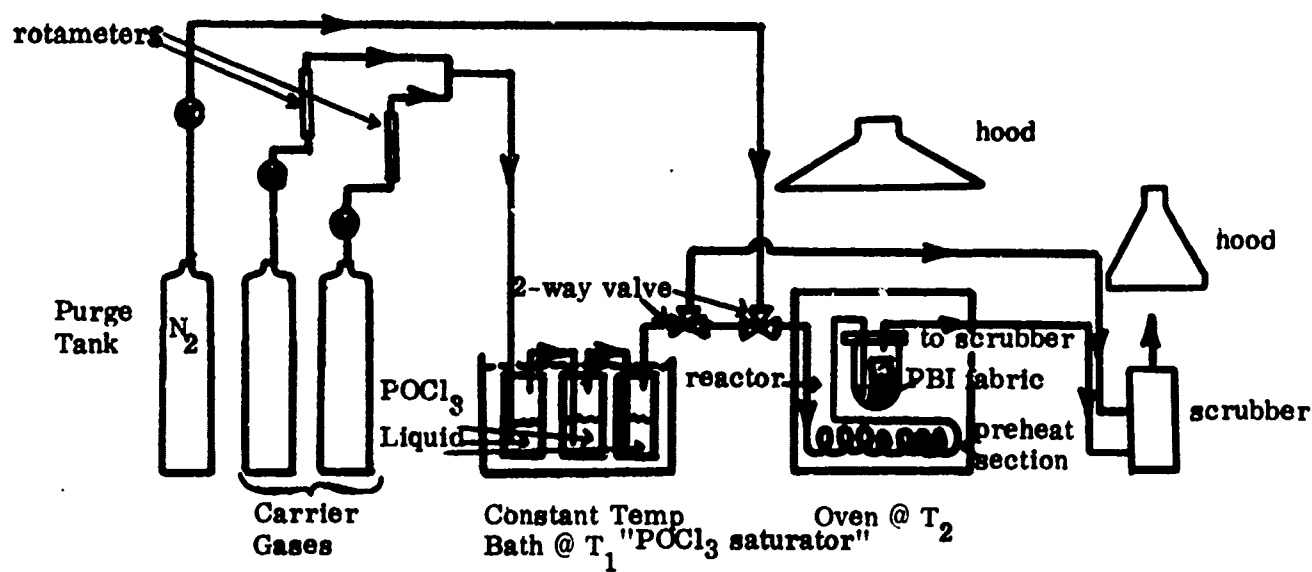 rotameters
hood
hood
Purge
Tank
N2
2-way valve
to scrubber
reactor
PBI fabric
POCl3
Liquid
scrubber
preheat
section
Carrier
Gases
Constant Temp
Bath @ T1 "POCl3 saturator"
Oven @ T2